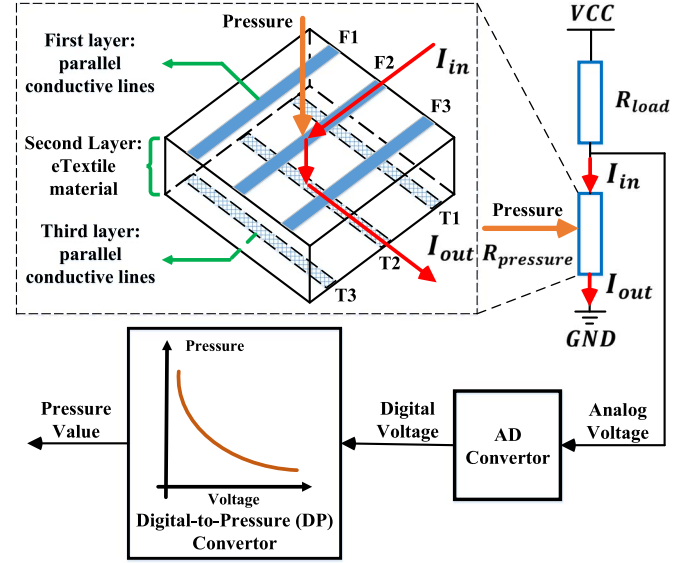 Pressure
VCC
First layer:
parallel
conductive lines
F1
F2
F3
I_in
R_load
Second Layer:
eTextile
material
I_in
Pressure
R_pressure
Third layer:
parallel
conductive lines
T1
T2
T3
I_out
I_out
GND
Pressure
Voltage
Digital-to-Pressure (DP)
Convertor
Pressure
Value
Digital
Voltage
AD
Convertor
Analog
Voltage